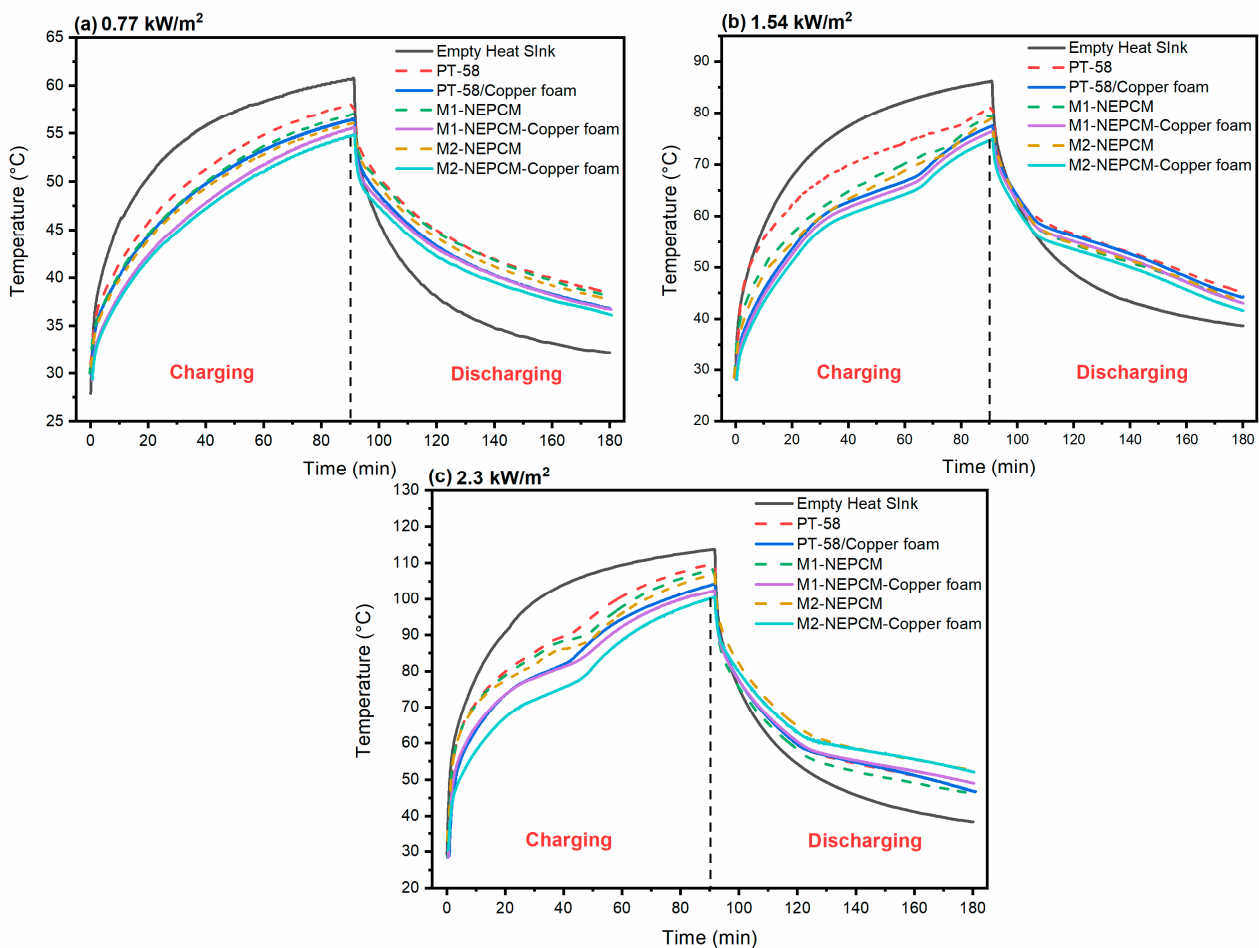 (a) 0.77 kW/m²
65
60
55
50
45
40
35
30
25
0
20
40
60
80
100
120
140
160
180
Temperature (°C)
Time (min)
Empty Heat SInk
PT-58
PT-58/Copper foam
M1-NEPCM
M1-NEPCM-Copper foam
M2-NEPCM
M2-NEPCM-Copper foam
Charging
Discharging
(b) 1.54 kW/m²
90
80
70
60
50
40
30
20
0
20
40
60
80
100
120
140
160
180
Temperature (°C)
Time (min)
Empty Heat SInk
PT-58
PT-58/Copper foam
M1-NEPCM
M1-NEPCM-Copper foam
M2-NEPCM
M2-NEPCM-Copper foam
Charging
Discharging
(c) 2.3 kW/m²
130
120
110
100
90
80
70
60
50
40
30
20
0
20
40
60
80
100
120
140
160
180
Temperature (°C)
Time (min)
Empty Heat SInk
PT-58
PT-58/Copper foam
M1-NEPCM
M1-NEPCM-Copper foam
M2-NEPCM
M2-NEPCM-Copper foam
Charging
Discharging